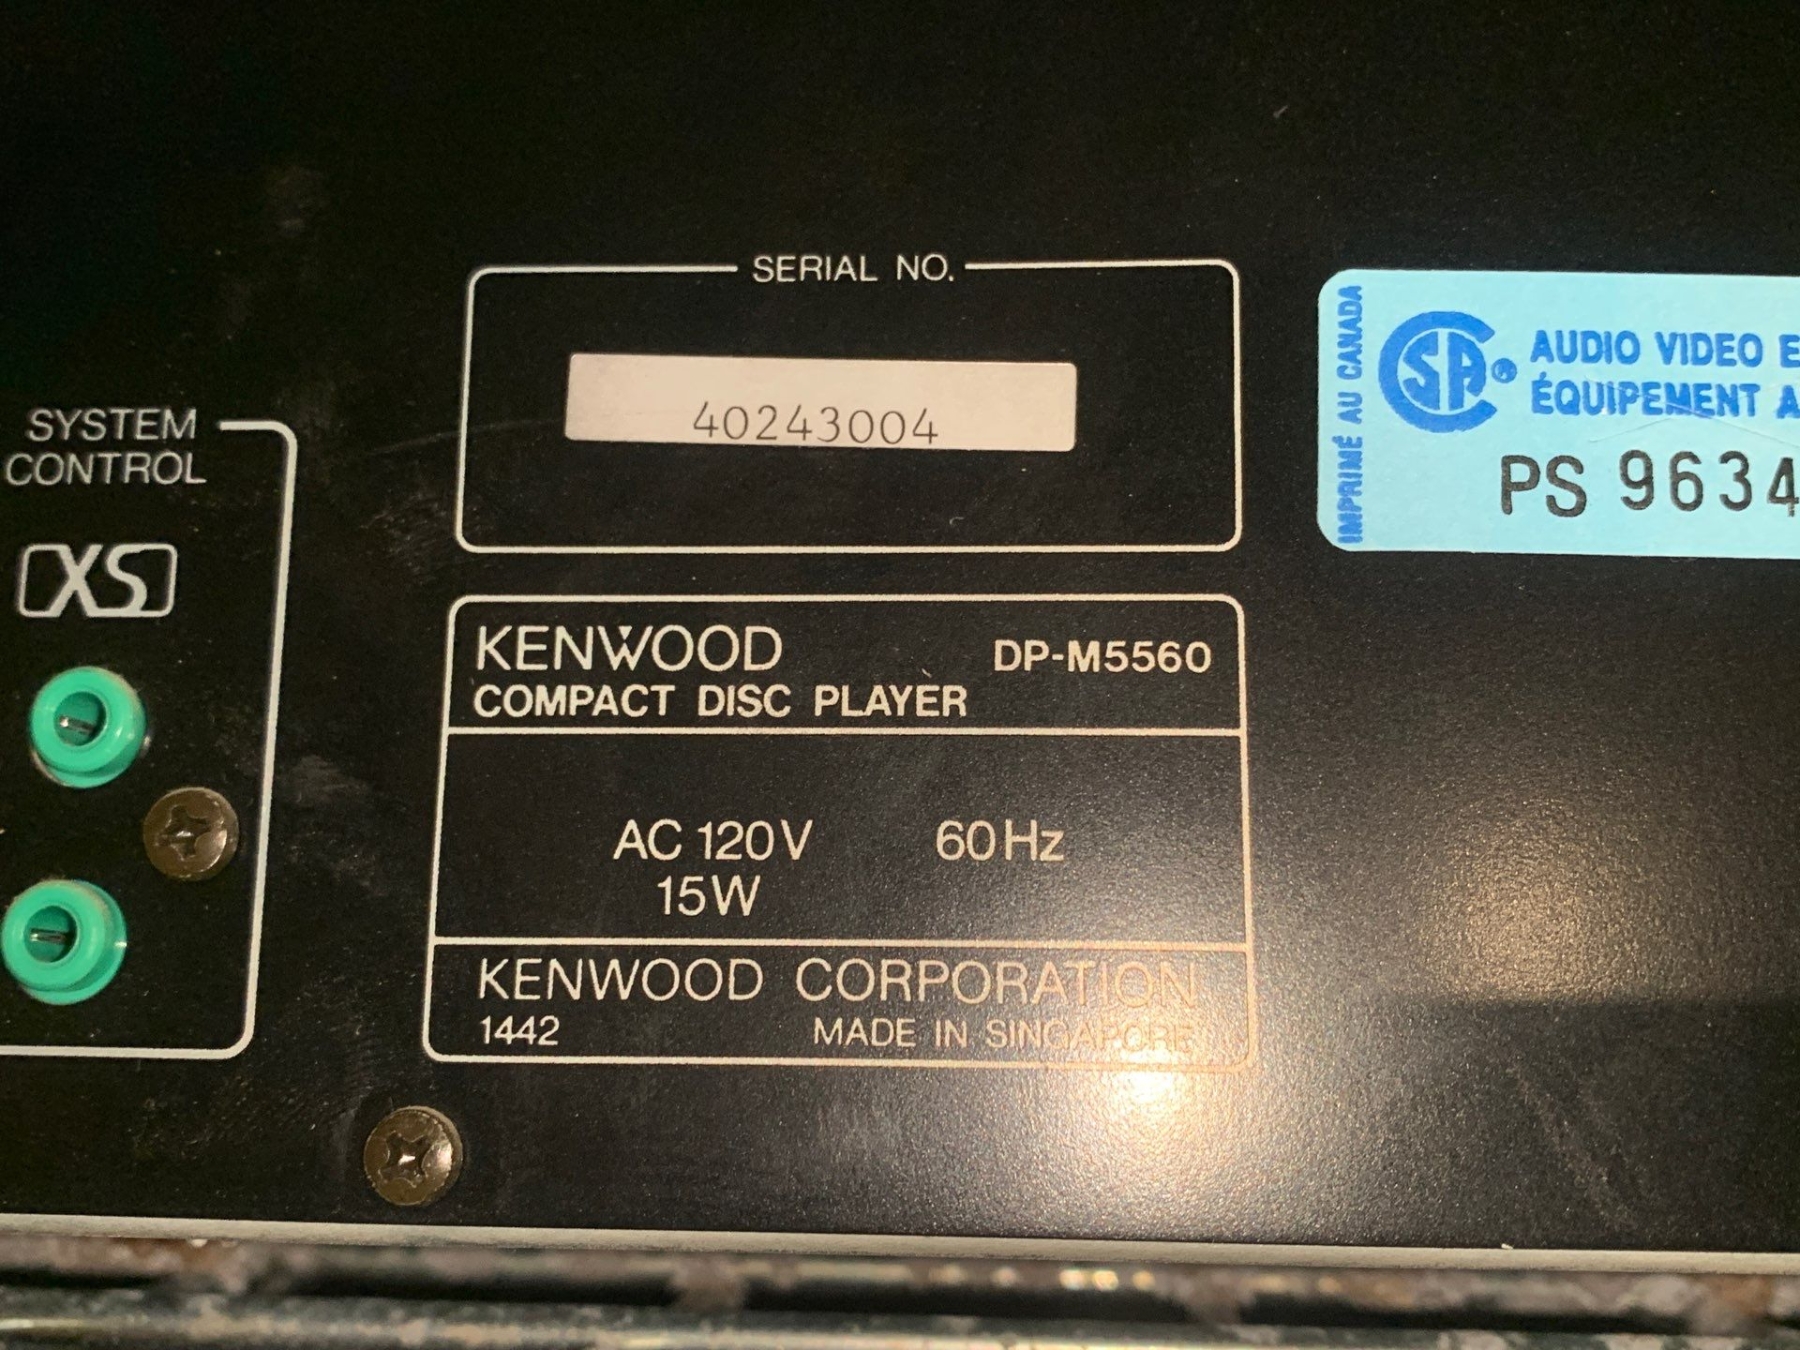 SERIAL NO.
40243004
SYSTEM
CONTROL
XS
IMPRIMÉ AU CANADA
CSA® AUDIO VIDEO E
ÉQUIPEMENT A
PS 9634
KENWOOD DP-M5560
COMPACT DISC PLAYER
AC 120V 60Hz
15W
KENWOOD CORPORATION
1442 MADE IN SINGAPORE